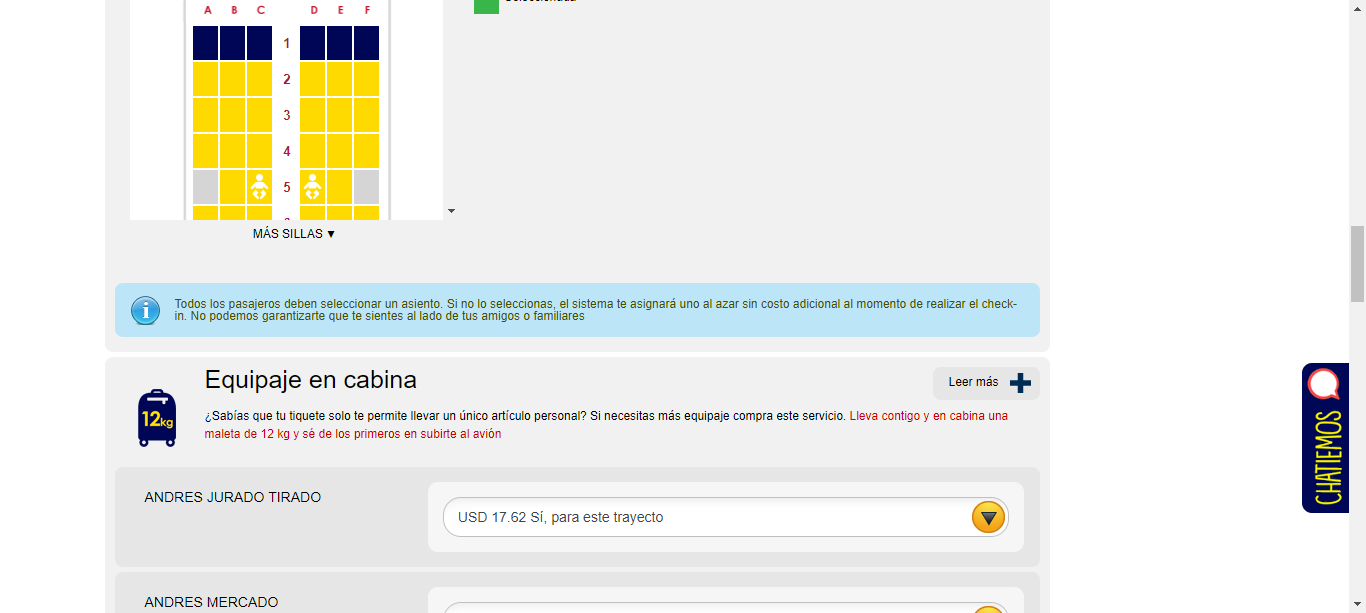 Seleccionada
A B C D E F
1
2
3
4
5
MÁS SILLAS ▼
Todos los pasajeros deben seleccionar un asiento. Si no lo seleccionas, el sistema te asignará uno al azar sin costo adicional al momento de realizar el check-
in. No podemos garantizarte que te sientes al lado de tus amigos o familiares
Equipaje en cabina
Leer más
12kg
¿Sabías que tu tiquete solo te permite llevar un único artículo personal? Si necesitas más equipaje compra este servicio. Lleva contigo y en cabina una
maleta de 12 kg y sé de los primeros en subirte al avión
CHATIEMOS
ANDRES JURADO TIRADO
USD 17.62 Sí, para este trayecto
ANDRES MERCADO